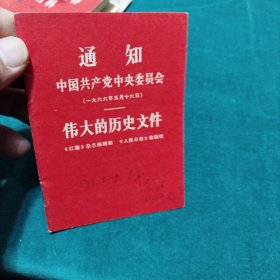 通知
中国共产党中央委员会
(一九六六年五月十六日)
伟大的历史文件
《红旗》杂志编辑部 《人民日报》编辑部